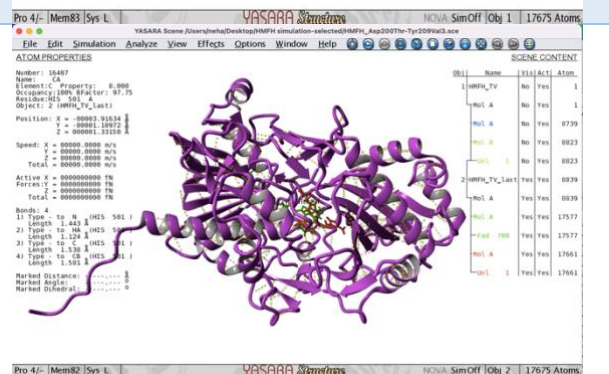 Pro 4/- Mem83 Sys L YASARA Structure NOVA SimOff Obj 1 17675 Atoms
YASARA Scene /Users/neha/Desktop/HMFH simulation-selected/HMFH_Asp200Thr-Tyr209Val3.sce
File Edit Simulation Analyze View Effects Options Window Help
ATOM PROPERTIES
SCENE CONTENT
Number: 16407
Name: CA
Element:C Property: 0.000
Occupancy:100% BFactor: 97.75
Residue:HIS 501 A
Object: 2 (HMFH_TV_last)
Position: X = -00003.91634 Å
Y = -00001.10972 Å
Z = 000001.33150 Å
Speed: X = 00000.0000 m/s
Y = 00000.0000 m/s
Z = 00000.0000 m/s
Total = 00000.0000 m/s
Active X = 0000000000 fN
Forces:Y = 0000000000 fN
Z = 0000000000 fN
Total = 0000000000 fN
Bonds: 4
1) Type - to N (HIS 501 )
Length 1.443 Å
2) Type - to HA (HIS 501 )
Length 1.124 Å
3) Type - to C (HIS 501 )
Length 1.530 Å
4) Type - to CB (HIS 501 )
Length 1.581 Å
Marked Distance: -----,--- Å
Marked Angle: -----,---
Marked Dihedral: -----,---
Obj Name Vis Act Atom
1 HMFH_TV No Yes 1
Mol A No Yes 1
Mol A No Yes 8739
Mol A No Yes 8823
Unl 1 No Yes 8823
2 HMFH_TV_last Yes Yes 8839
Mol A Yes Yes 8839
Mol A Yes Yes 17577
Fad 700 Yes Yes 17577
Mol A Yes Yes 17661
Unl 1 Yes Yes 17661
Pro 4/- Mem82 Sys L YASARA Structure NOVA SimOff Obj 2 17675 Atoms